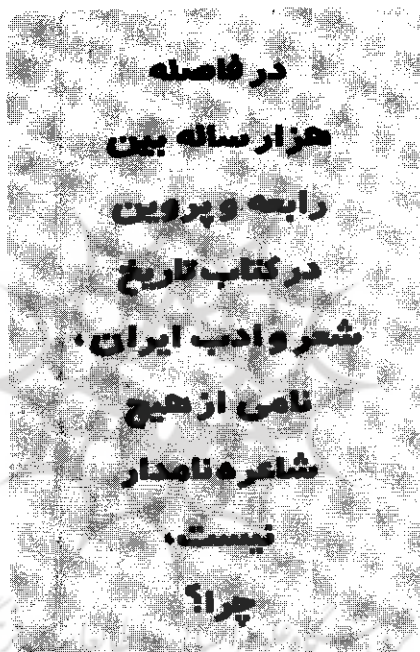 در فاصله
هزار ساله بین
رابعه و پروین
در کتاب تاریخ
شعر و ادب ایران،
نامی از هیچ
شاعره نامدار
نیست،
چرا؟